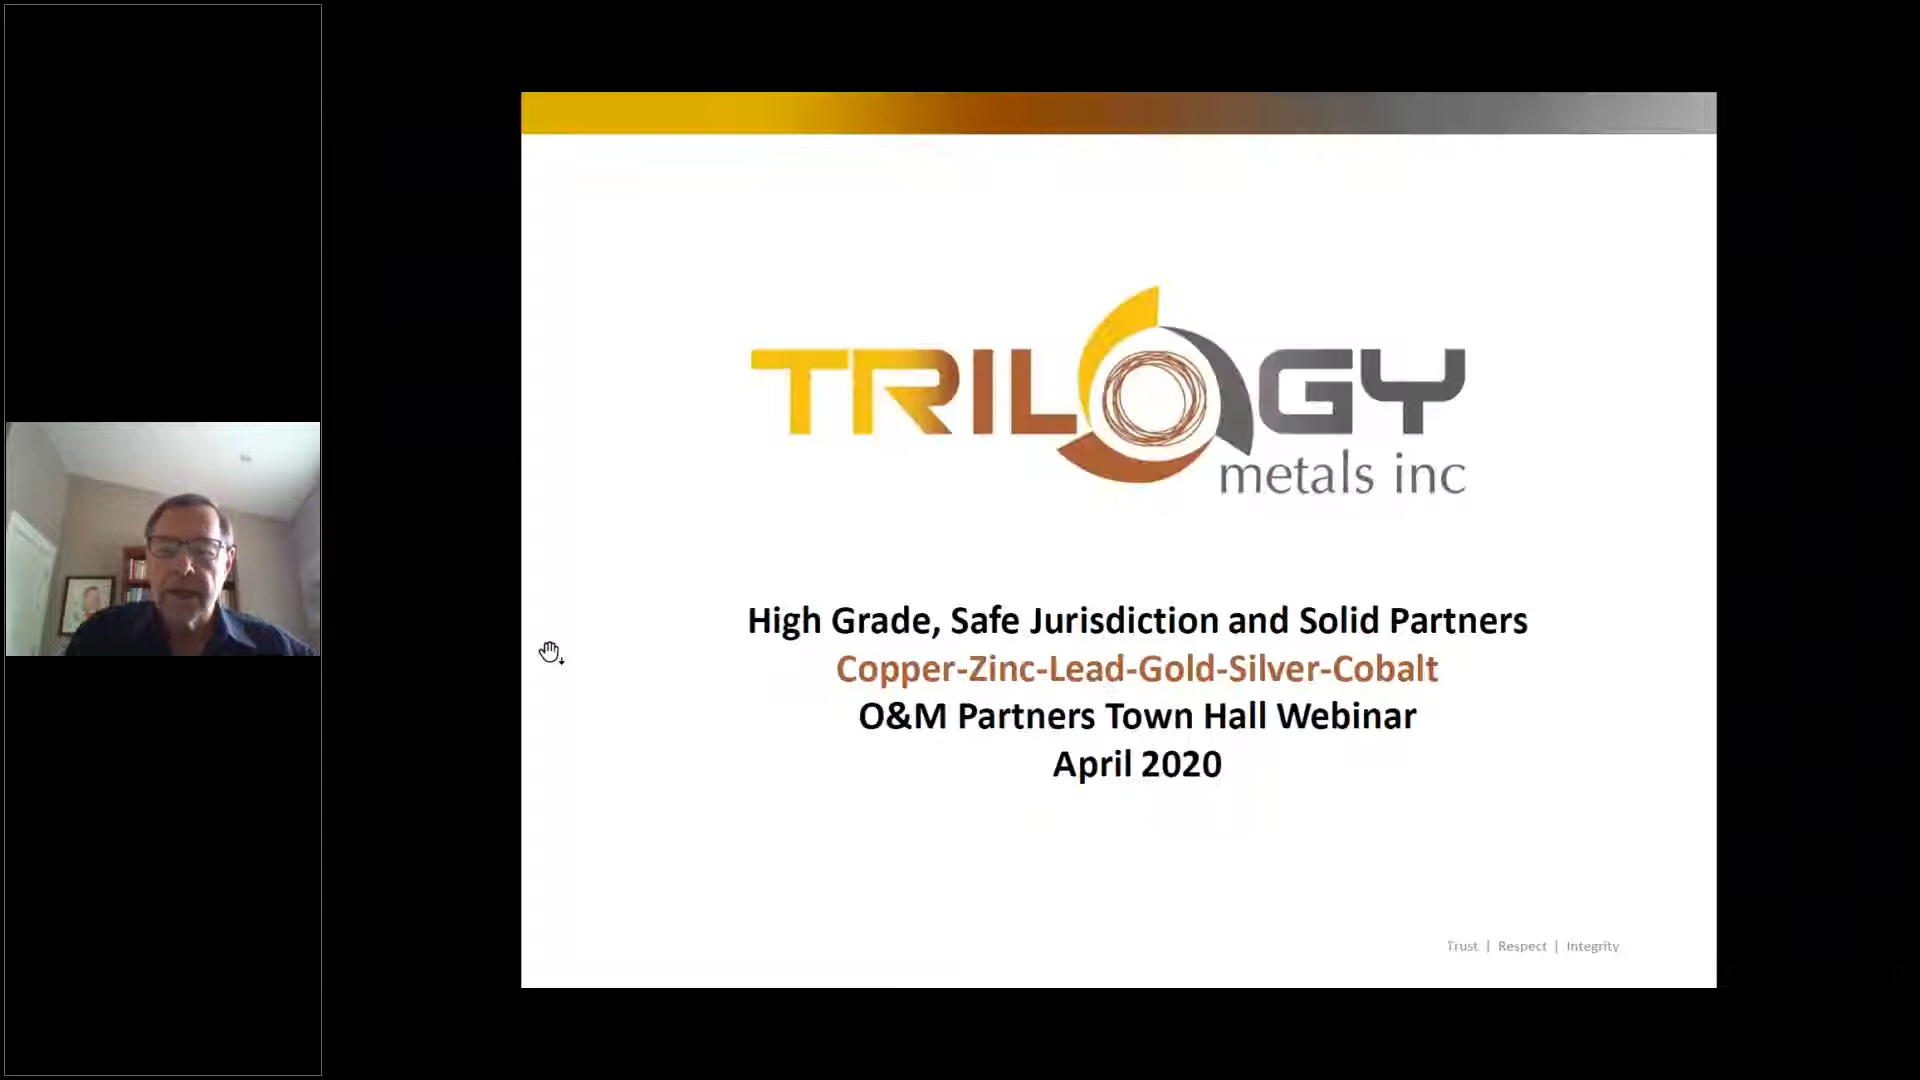 TRILOGY
metals inc
High Grade, Safe Jurisdiction and Solid Partners
Copper-Zinc-Lead-Gold-Silver-Cobalt
O&M Partners Town Hall Webinar
April 2020
Trust | Respect | Integrity